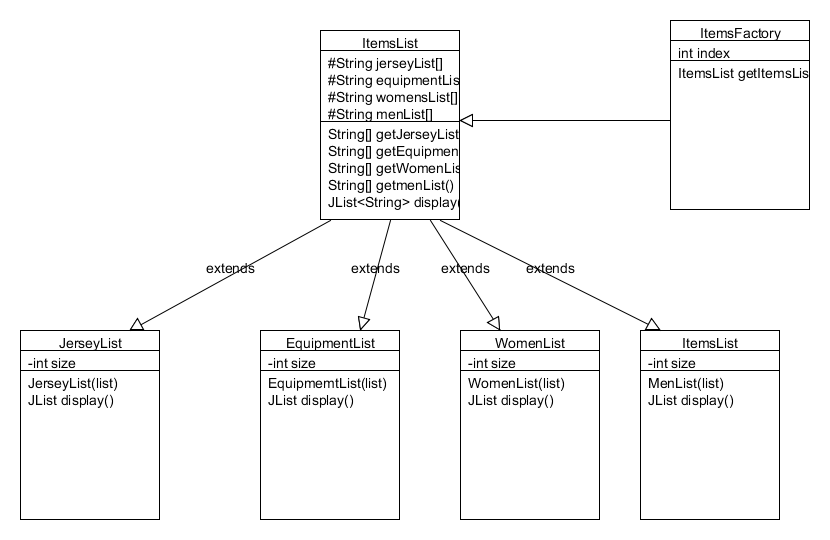 ItemsList
#String jerseyList[]
#String equipmentLis
#String womensList[]
#String menList[]
String[] getJerseyList
String[] getEquipmen
String[] getWomenLis
String[] getmenList()
JList<String> display(
ItemsFactory
int index
ItemsList getItemsLis
extends
extends
extends
extends
JerseyList
-int size
JerseyList(list)
JList display()
EquipmentList
-int size
EquipmemtList(list)
JList display()
WomenList
-int size
WomenList(list)
JList display()
ItemsList
-int size
MenList(list)
JList display()